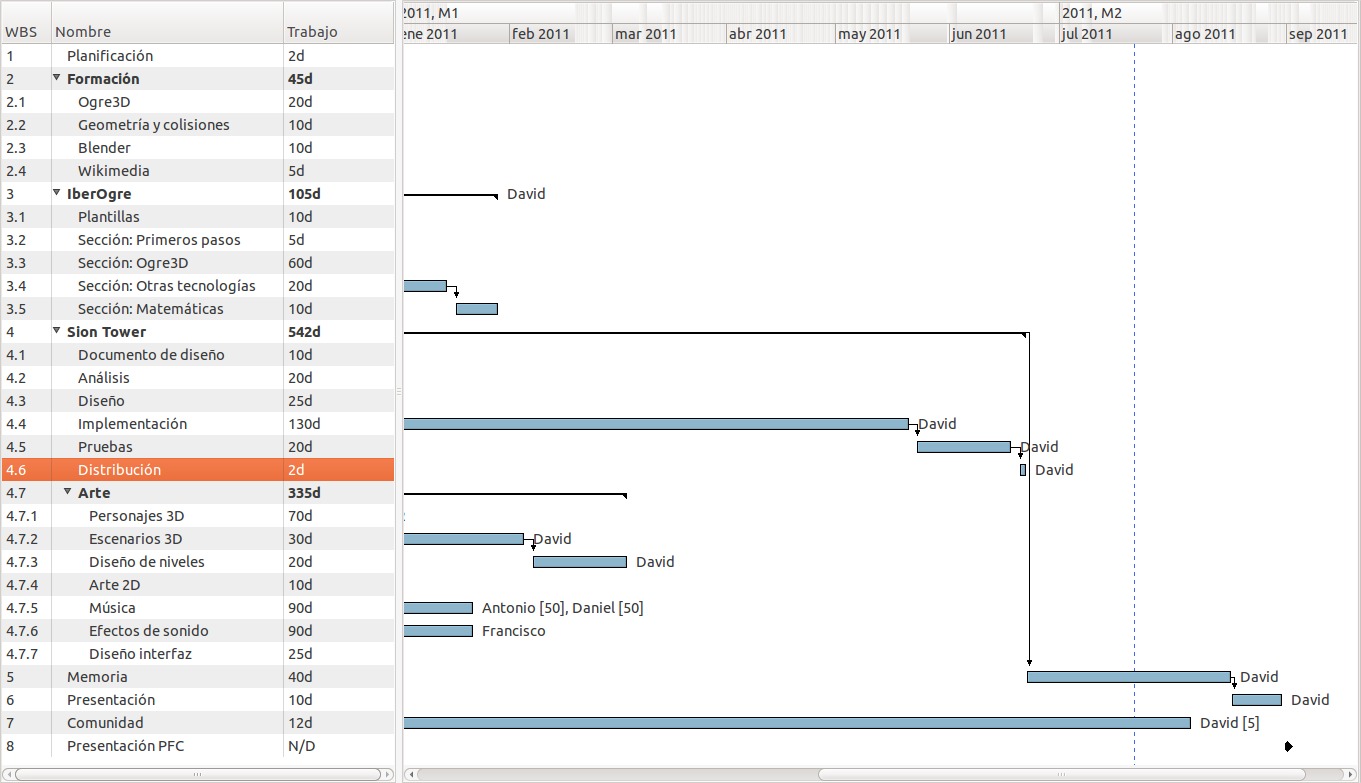 2011, M1 2011, M2
WBS Nombre Trabajo ene 2011 feb 2011 mar 2011 abr 2011 may 2011 jun 2011 jul 2011 ago 2011 sep 2011
1 Planificación 2d
2 Formación 45d
2.1 Ogre3D 20d
2.2 Geometría y colisiones 10d
2.3 Blender 10d
2.4 Wikimedia 5d
3 IberOgre 105d David
3.1 Plantillas 10d
3.2 Sección: Primeros pasos 5d
3.3 Sección: Ogre3D 60d
3.4 Sección: Otras tecnologías 20d
3.5 Sección: Matemáticas 10d
4 Sion Tower 542d
4.1 Documento de diseño 10d
4.2 Análisis 20d
4.3 Diseño 25d
4.4 Implementación 130d David
4.5 Pruebas 20d David
4.6 Distribución 2d David
4.7 Arte 335d
4.7.1 Personajes 3D 70d
4.7.2 Escenarios 3D 30d David
4.7.3 Diseño de niveles 20d David
4.7.4 Arte 2D 10d
4.7.5 Música 90d Antonio [50], Daniel [50]
4.7.6 Efectos de sonido 90d Francisco
4.7.7 Diseño interfaz 25d
5 Memoria 40d David
6 Presentación 10d David
7 Comunidad 12d David [5]
8 Presentación PFC N/D